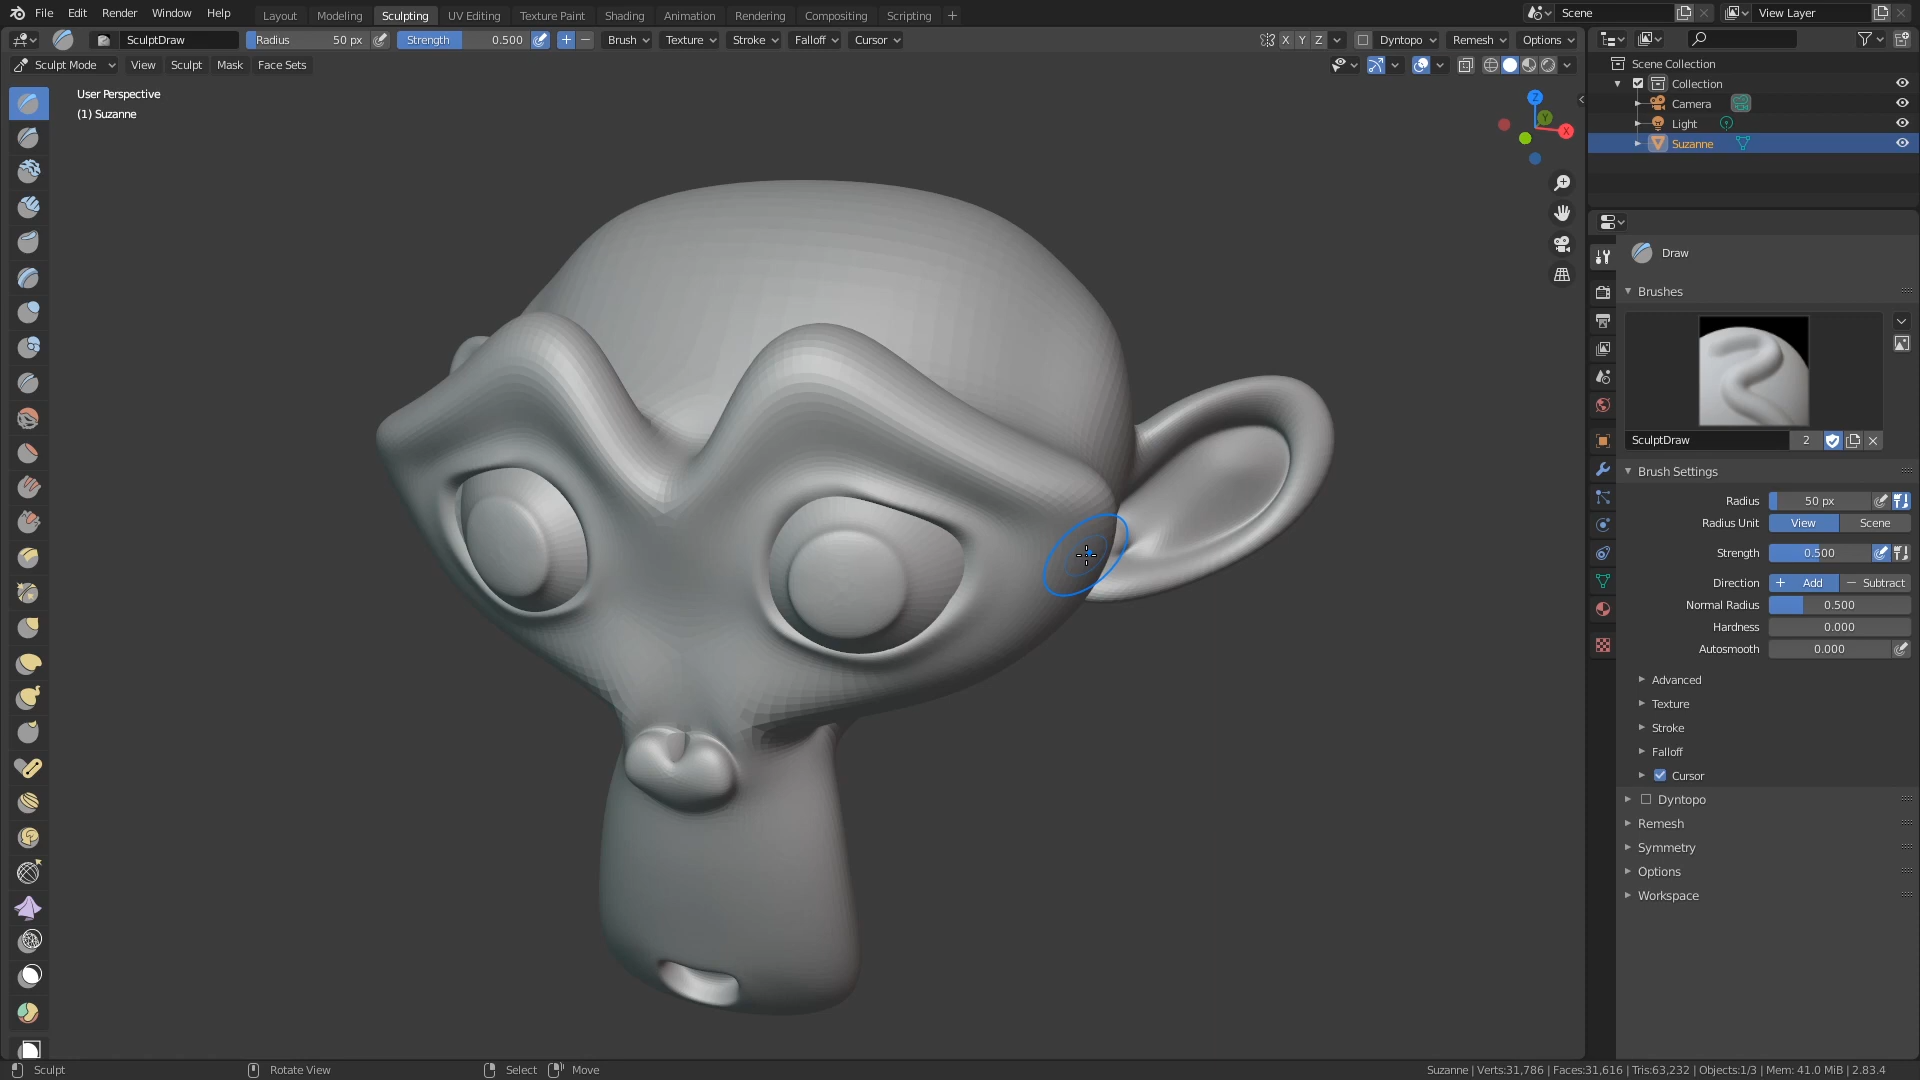 File Edit Render Window Help Layout Modeling Sculpting UV Editing Texture Paint Shading Animation Rendering Compositing Scripting + Scene View Layer
SculptDraw Radius 50 px Strength 0.500 + − Brush Texture Stroke Falloff Cursor X Y Z Dyntopo Remesh Options
Sculpt Mode View Sculpt Mask Face Sets
User Perspective
(1) Suzanne
Z
Y
X
Scene Collection
Collection
Camera
Light
Suzanne
Draw
Brushes
SculptDraw 2
Brush Settings
Radius 50 px
Radius Unit View Scene
Strength 0.500
Direction + Add − Subtract
Normal Radius 0.500
Hardness 0.000
Autosmooth 0.000
Advanced
Texture
Stroke
Falloff
Cursor
Dyntopo
Remesh
Symmetry
Options
Workspace
Sculpt Rotate View Select Move Suzanne | Verts:31,786 | Faces:31,616 | Tris:63,232 | Objects:1/3 | Mem: 41.0 MiB | 2.83.4